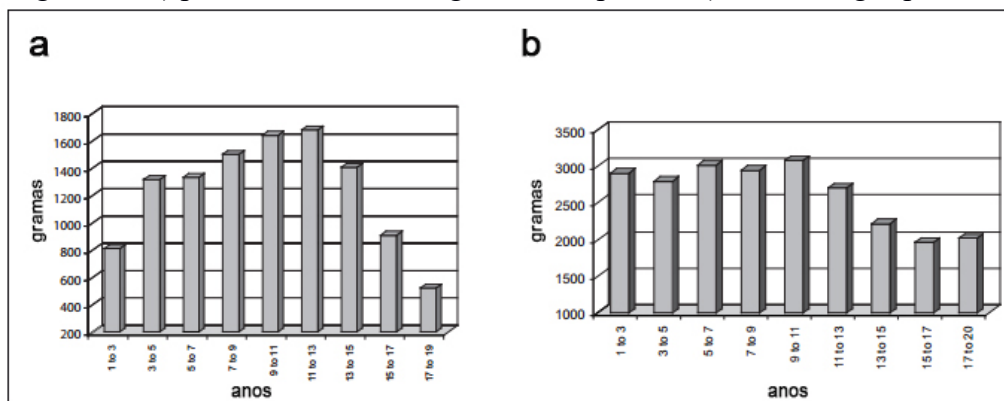 a
1800
1600
1400
1200
1000
800
600
400
200
gramas
1 to 3
3 to 5
5 to 7
7 to 9
9 to 11
11 to 13
13 to 15
15 to 17
17 to 19
anos
b
3500
3000
2500
2000
1500
1000
gramas
1 to 3
3 to 5
5 to 7
7 to 9
9 to 11
11 to 13
13 to 15
15 to 17
17 to 20
anos